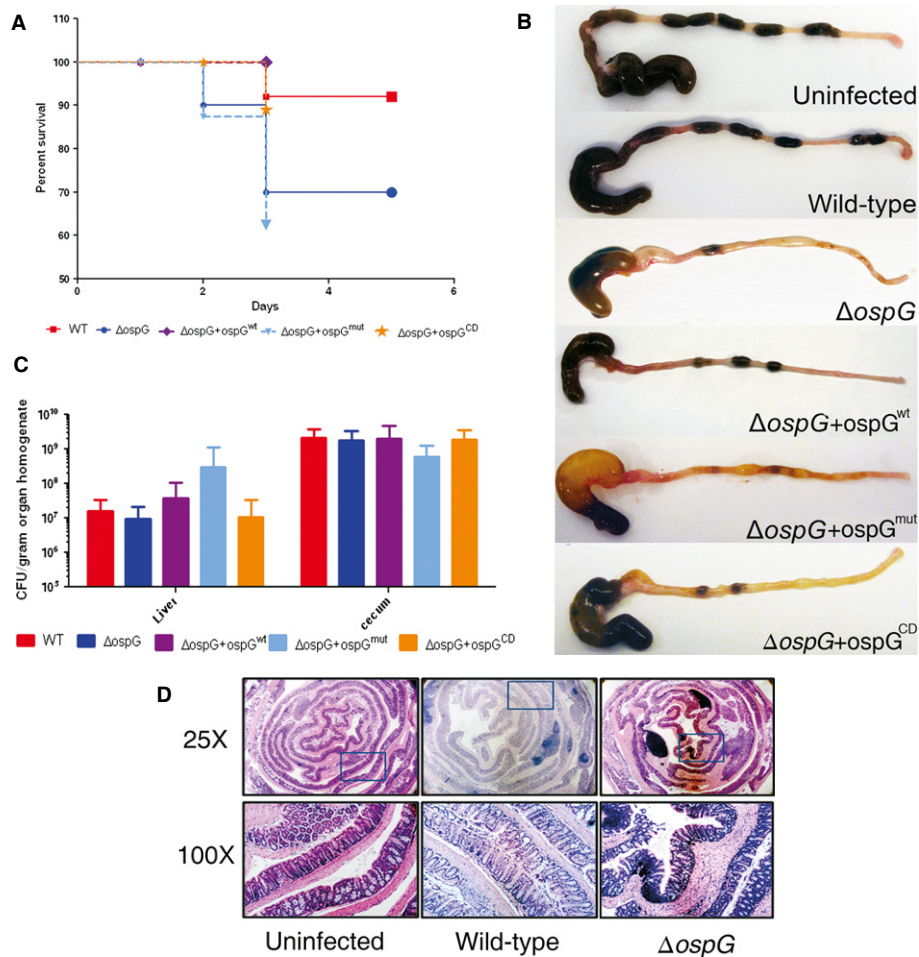 A
110
100
90
80
70
60
50
Percent survival
0
2
4
6
Days
WT
ΔospG
ΔospG+ospG^wt
ΔospG+ospG^mut
ΔospG+ospG^CD
B
Uninfected
Wild-type
ΔospG
ΔospG+ospG^wt
ΔospG+ospG^mut
ΔospG+ospG^CD
C
10^10
10^9
10^8
10^7
10^6
10^5
CFU/gram organ homogenate
Liver
cecum
WT
ΔospG
ΔospG+ospG^wt
ΔospG+ospG^mut
ΔospG+ospG^CD
D
25X
100X
Uninfected
Wild-type
ΔospG